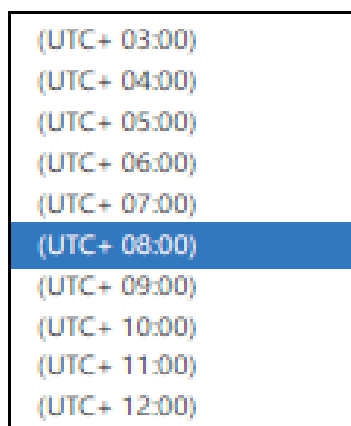 (UTC+ 03:00)
(UTC+ 04:00)
(UTC+ 05:00)
(UTC+ 06:00)
(UTC+ 07:00)
(UTC+ 08:00)
(UTC+ 09:00)
(UTC+ 10:00)
(UTC+ 11:00)
(UTC+ 12:00)